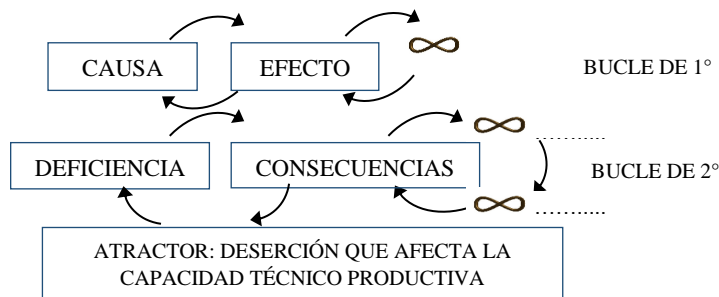 CAUSA
EFECTO
BUCLE DE 1°
DEFICIENCIA
CONSECUENCIAS
BUCLE DE 2°
ATRACTOR: DESERCIÓN QUE AFECTA LA
CAPACIDAD TÉCNICO PRODUCTIVA